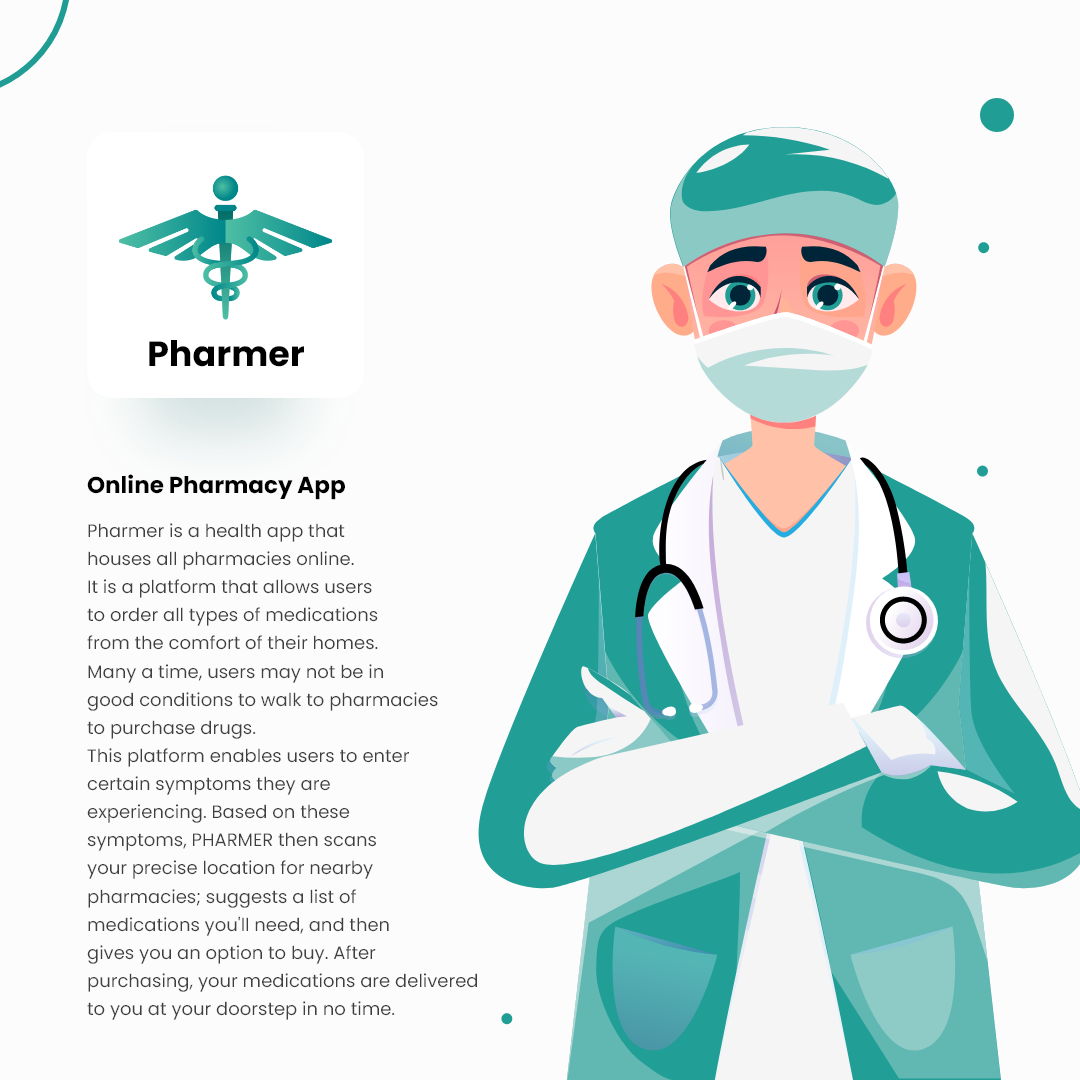 Pharmer
Online Pharmacy App
Pharmer is a health app that
houses all pharmacies online.
It is a platform that allows users
to order all types of medications
from the comfort of their homes.
Many a time, users may not be in
good conditions to walk to pharmacies
to purchase drugs.
This platform enables users to enter
certain symptoms they are
experiencing. Based on these
symptoms, PHARMER then scans
your precise location for nearby
pharmacies; suggests a list of
medications you'll need, and then
gives you an option to buy. After
purchasing, your medications are delivered
to you at your doorstep in no time.